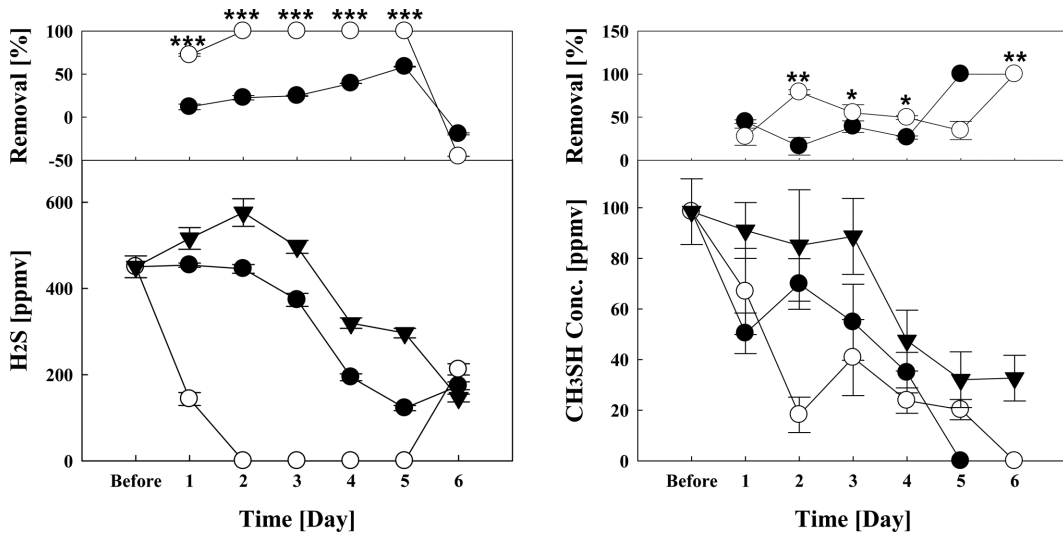 *** *** *** *** ***
Removal [%]
100
50
0
-50
H2S [ppmv]
600
400
200
0
Before 1 2 3 4 5 6
Time [Day]
** * * **
Removal [%]
150
100
50
0
CH3SH Conc. [ppmv]
100
80
60
40
20
0
Before 1 2 3 4 5 6
Time [Day]